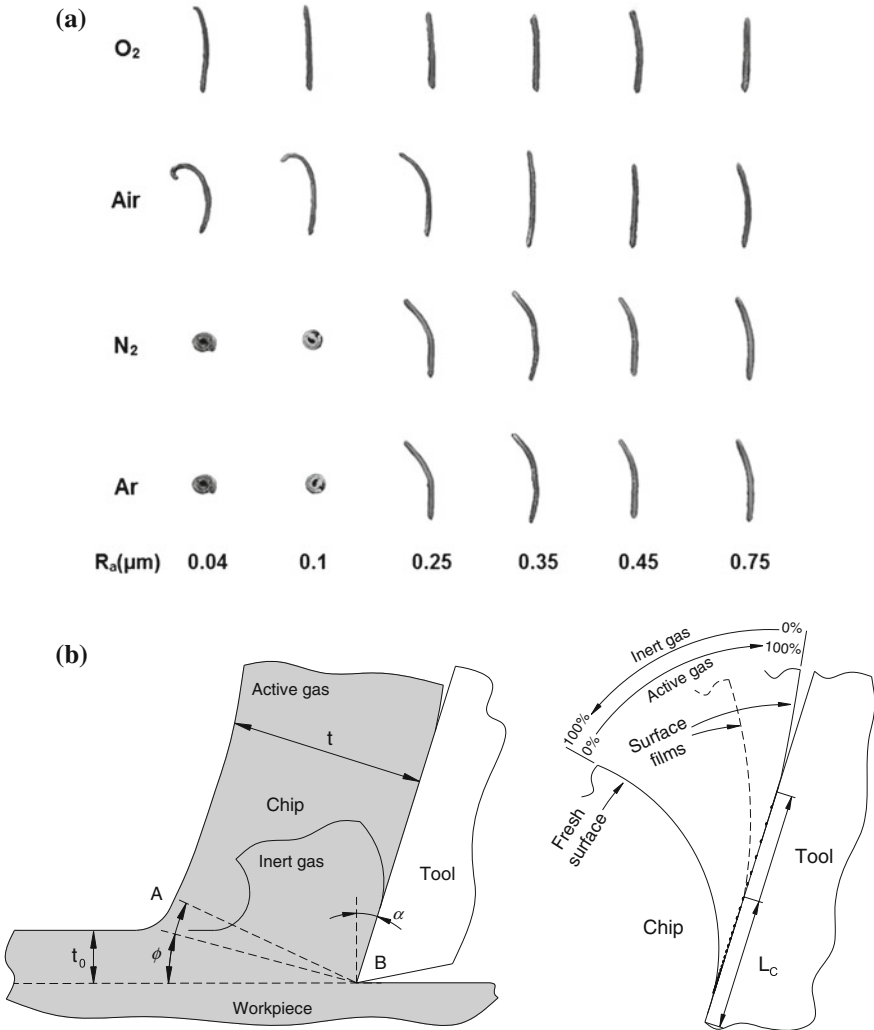 (a)
O₂
Air
N₂
Ar
Rₐ(μm) 0.04 0.1 0.25 0.35 0.45 0.75
(b)
Active gas
t
Chip
Inert gas
Tool
A
α
t₀
ϕ
B
Workpiece
Inert gas
0%
100%
Active gas
100%
0%
Surface
films
Fresh
surface
Tool
Chip
L_C